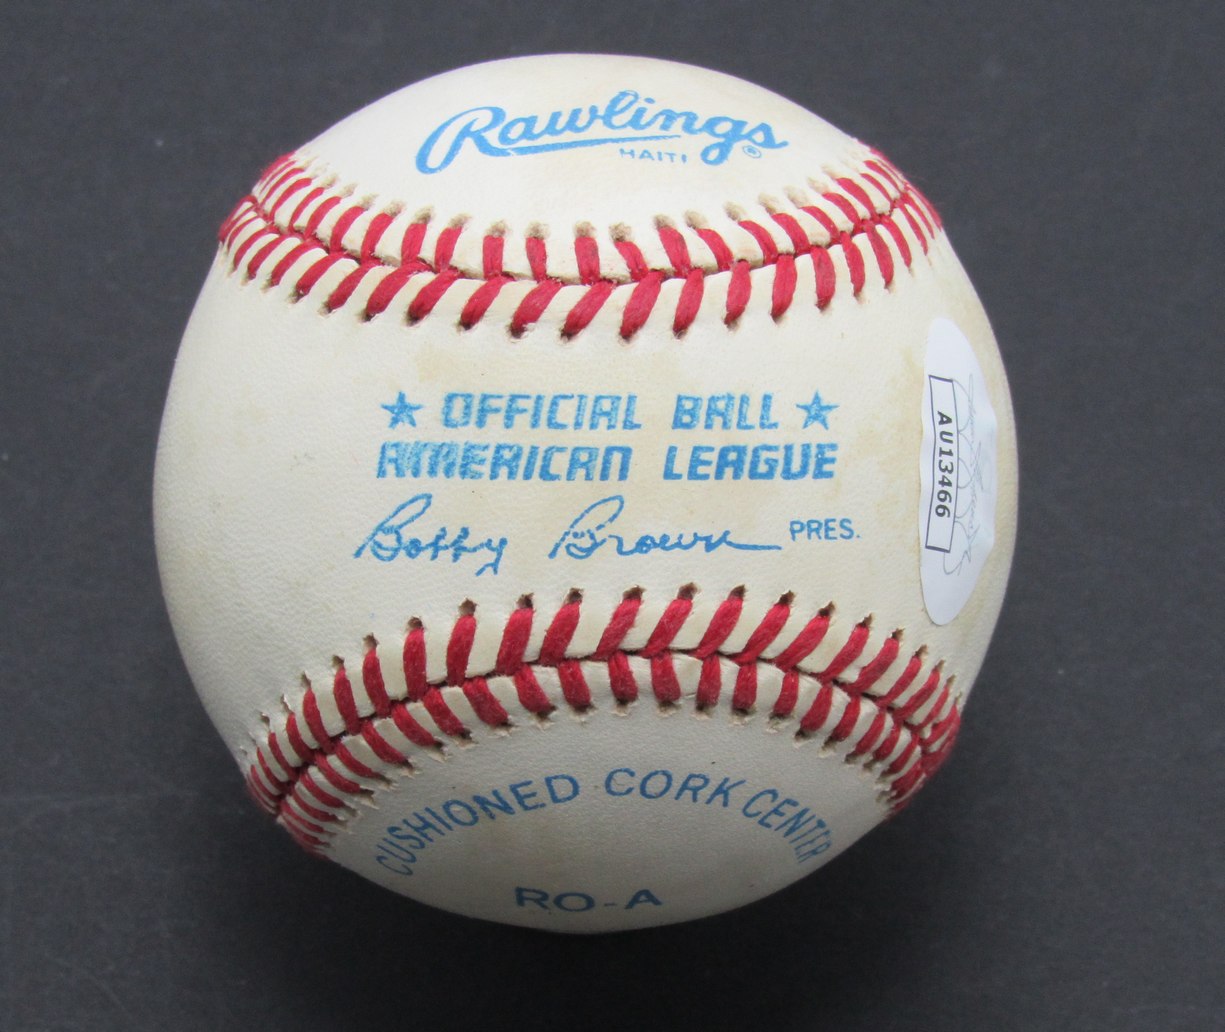 Rawlings ®
HAITI
★ OFFICIAL BALL ★
AMERICAN LEAGUE
Bobby Brown PRES.
AU13466
CUSHIONED CORK CENTER
RO-A